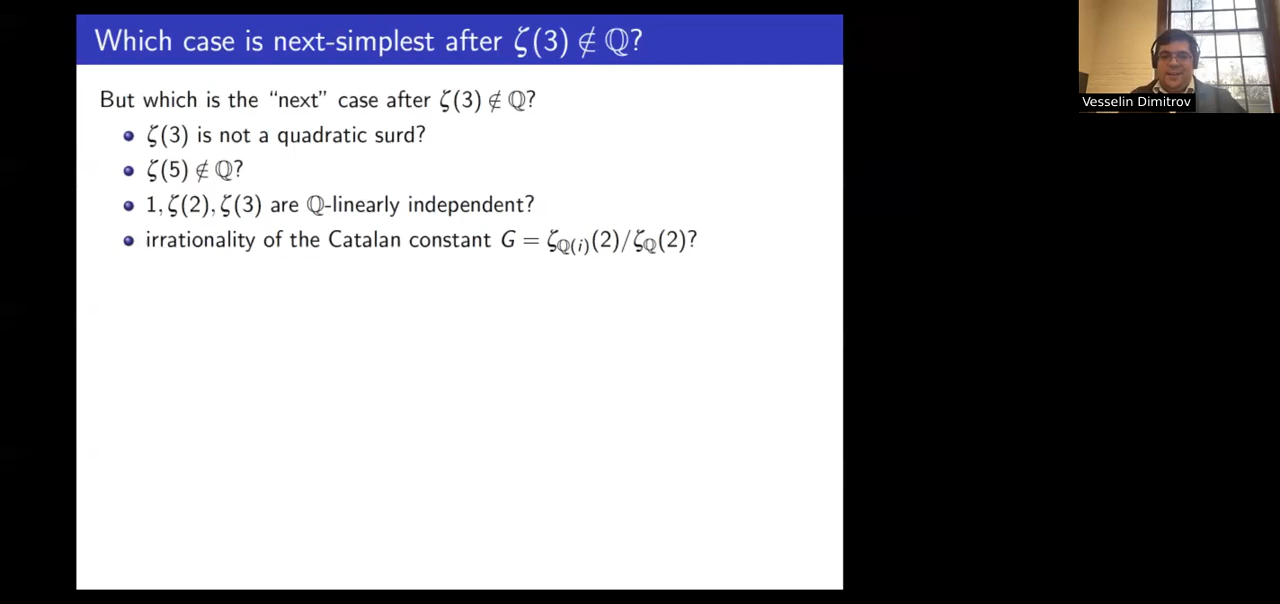 Which case is next-simplest after ζ(3) ∉ ℚ?
But which is the “next” case after ζ(3) ∉ ℚ?
ζ(3) is not a quadratic surd?
ζ(5) ∉ ℚ?
1, ζ(2), ζ(3) are ℚ-linearly independent?
irrationality of the Catalan constant G = ζ_ℚ(i)(2)/ζ_ℚ(2)?
Vesselin Dimitrov